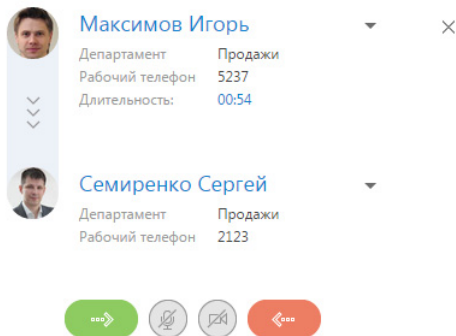 Максимов Игорь
Департамент Продажи
Рабочий телефон 5237
Длительность: 00:54
Семиренко Сергей
Департамент Продажи
Рабочий телефон 2123